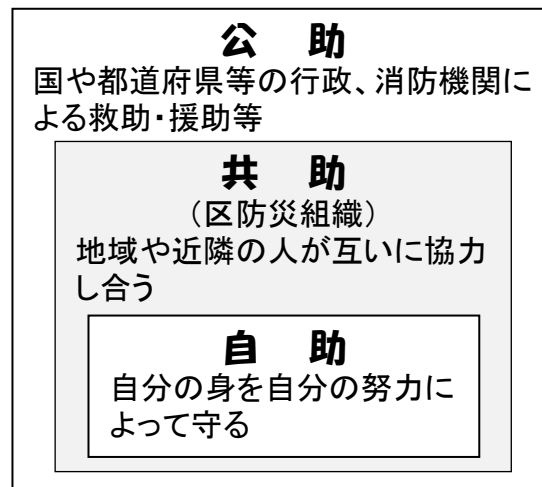 公　助
国や都道府県等の行政、消防機関に
よる救助・援助等
共　助
（区防災組織）
地域や近隣の人が互いに協力
し合う
自　助
自分の身を自分の努力に
よって守る